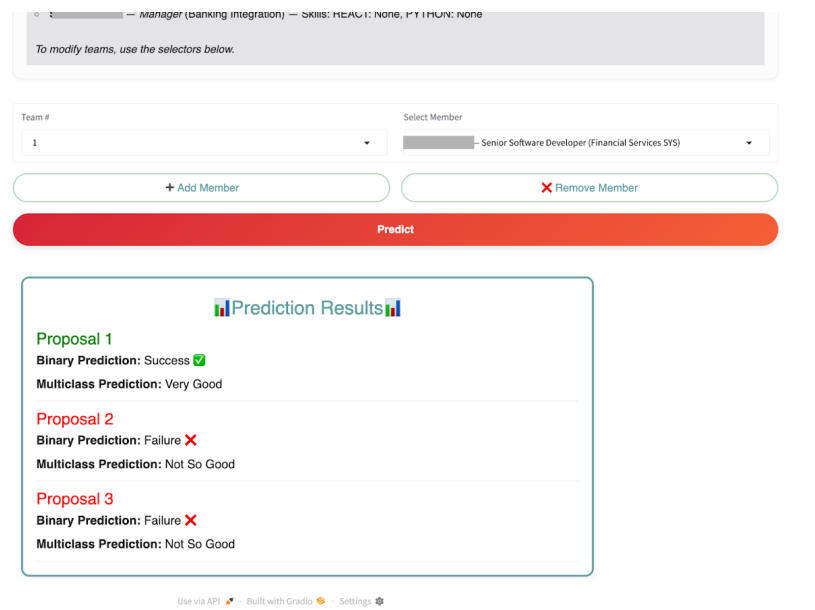 — Manager (Banking Integration) — Skills: REACT: None, PYTHON: None
To modify teams, use the selectors below.
Team #
Select Member
1
– Senior Software Developer (Financial Services SYS)
+ Add Member
❌ Remove Member
Predict
📊Prediction Results📊
Proposal 1
Binary Prediction: Success ✅
Multiclass Prediction: Very Good
Proposal 2
Binary Prediction: Failure ❌
Multiclass Prediction: Not So Good
Proposal 3
Binary Prediction: Failure ❌
Multiclass Prediction: Not So Good
Use via API 🚀 · Built with Gradio · Settings ⚙️